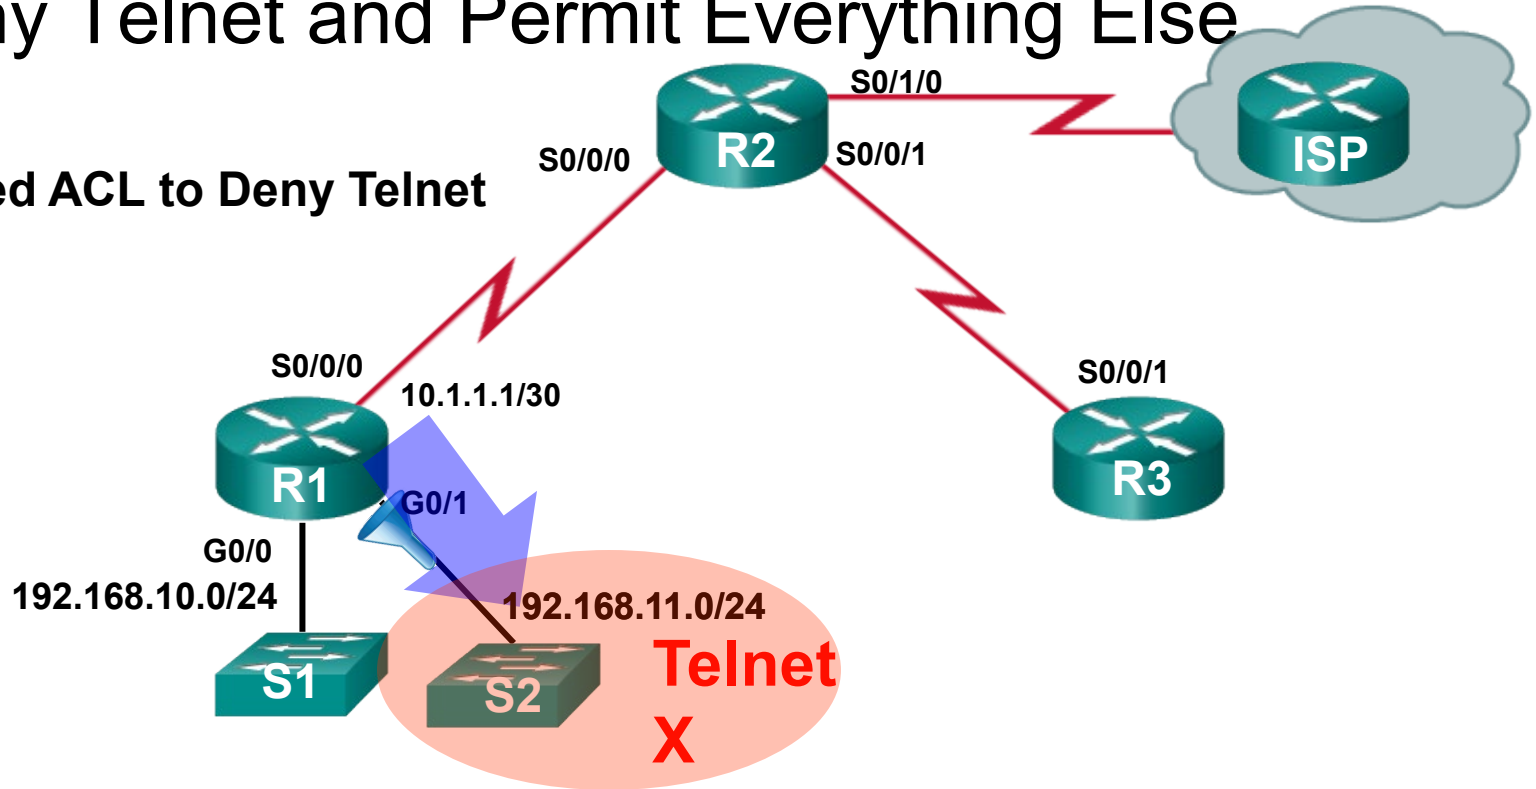 ny Telnet and Permit Everything Else
S0/1/0
R2
ISP
S0/0/0
S0/0/1
ed ACL to Deny Telnet
S0/0/0
S0/0/1
10.1.1.1/30
R1
G0/1
R3
G0/0
192.168.10.0/24
192.168.11.0/24
Telnet
S1
S2
X